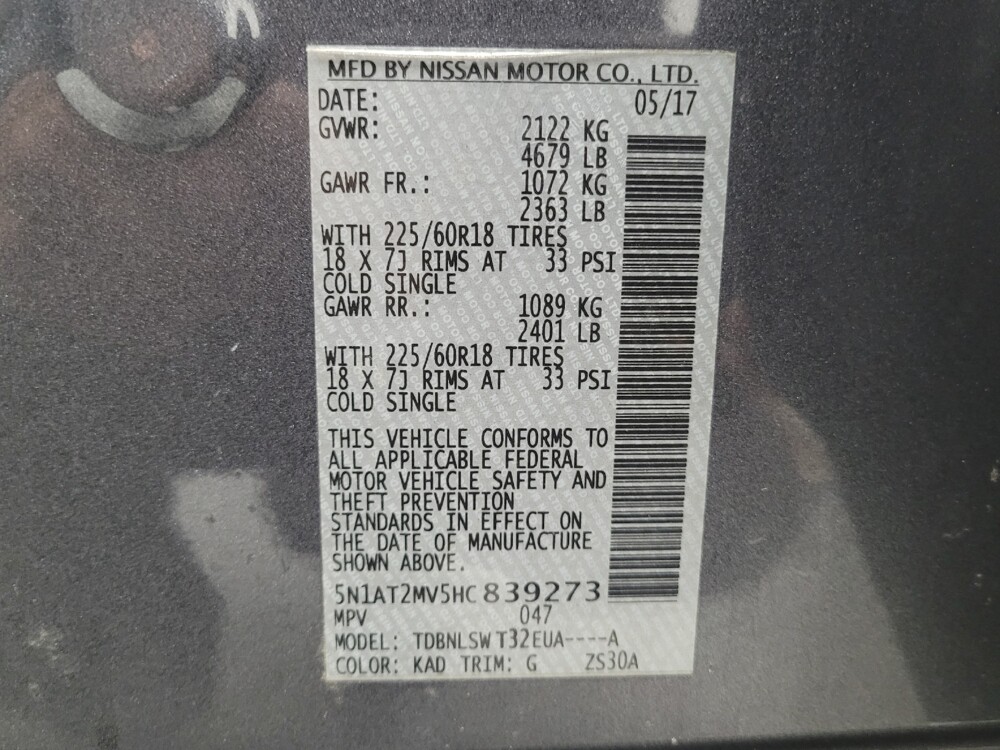 MFD BY NISSAN MOTOR CO., LTD.
DATE: 05/17
GVWR: 2122 KG
4679 LB
GAWR FR.: 1072 KG
2363 LB
WITH 225/60R18 TIRES
18 X 7J RIMS AT 33 PSI
COLD SINGLE
GAWR RR.: 1089 KG
2401 LB
WITH 225/60R18 TIRES
18 X 7J RIMS AT 33 PSI
COLD SINGLE
THIS VEHICLE CONFORMS TO
ALL APPLICABLE FEDERAL
MOTOR VEHICLE SAFETY AND
THEFT PREVENTION
STANDARDS IN EFFECT ON
THE DATE OF MANUFACTURE
SHOWN ABOVE.
5N1AT2MV5HC 839273
MPV 047
MODEL: TDBNLSW T32EUA----A
COLOR: KAD TRIM: G ZS30A